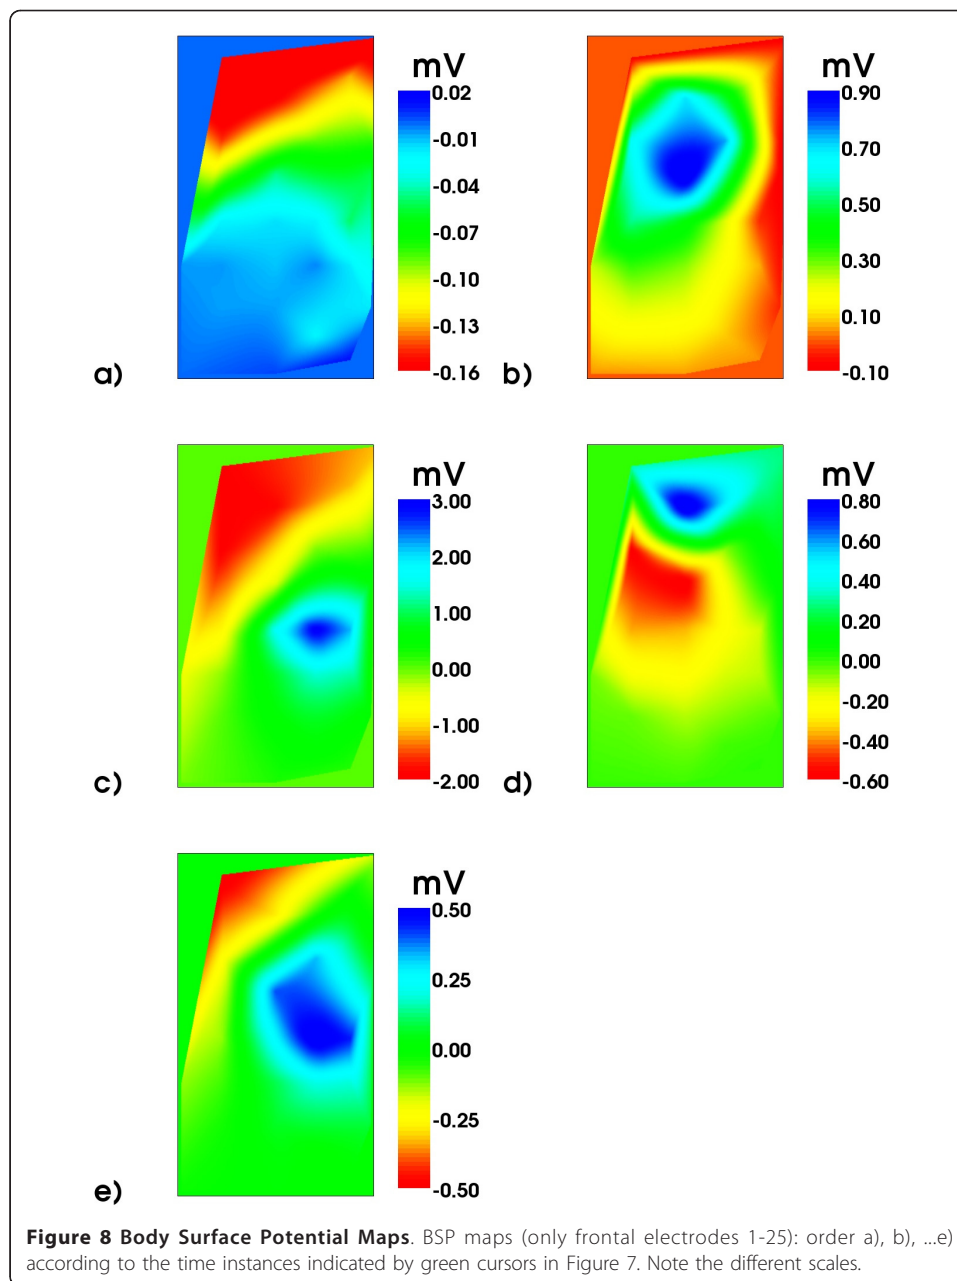 mV
0.02
-0.01
-0.04
-0.07
-0.10
-0.13
-0.16
a)
mV
0.90
0.70
0.50
0.30
0.10
-0.10
b)
mV
3.00
2.00
1.00
0.00
-1.00
-2.00
c)
mV
0.80
0.60
0.40
0.20
0.00
-0.20
-0.40
-0.60
d)
mV
0.50
0.25
0.00
-0.25
-0.50
e)
Figure 8 Body Surface Potential Maps. BSP maps (only frontal electrodes 1-25): order a), b), ...e)
according to the time instances indicated by green cursors in Figure 7. Note the different scales.